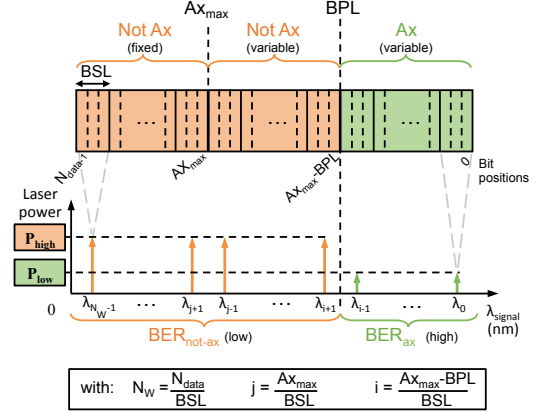 Ax_max BPL
Not Ax Not Ax Ax
(fixed) (variable) (variable)
BSL
... ... ...
N_data-1 AX_max Ax_max-BPL 0 Bit positions
Laser power
P_high
P_low
0 λ_N_W-1 ... λ_j+1 λ_j-1 ... λ_i+1 λ_i-1 ... λ_0 λ_signal (nm)
BER_not-ax (low) BER_ax (high)
with: N_W = N_data/BSL j = Ax_max/BSL i = Ax_max-BPL/BSL